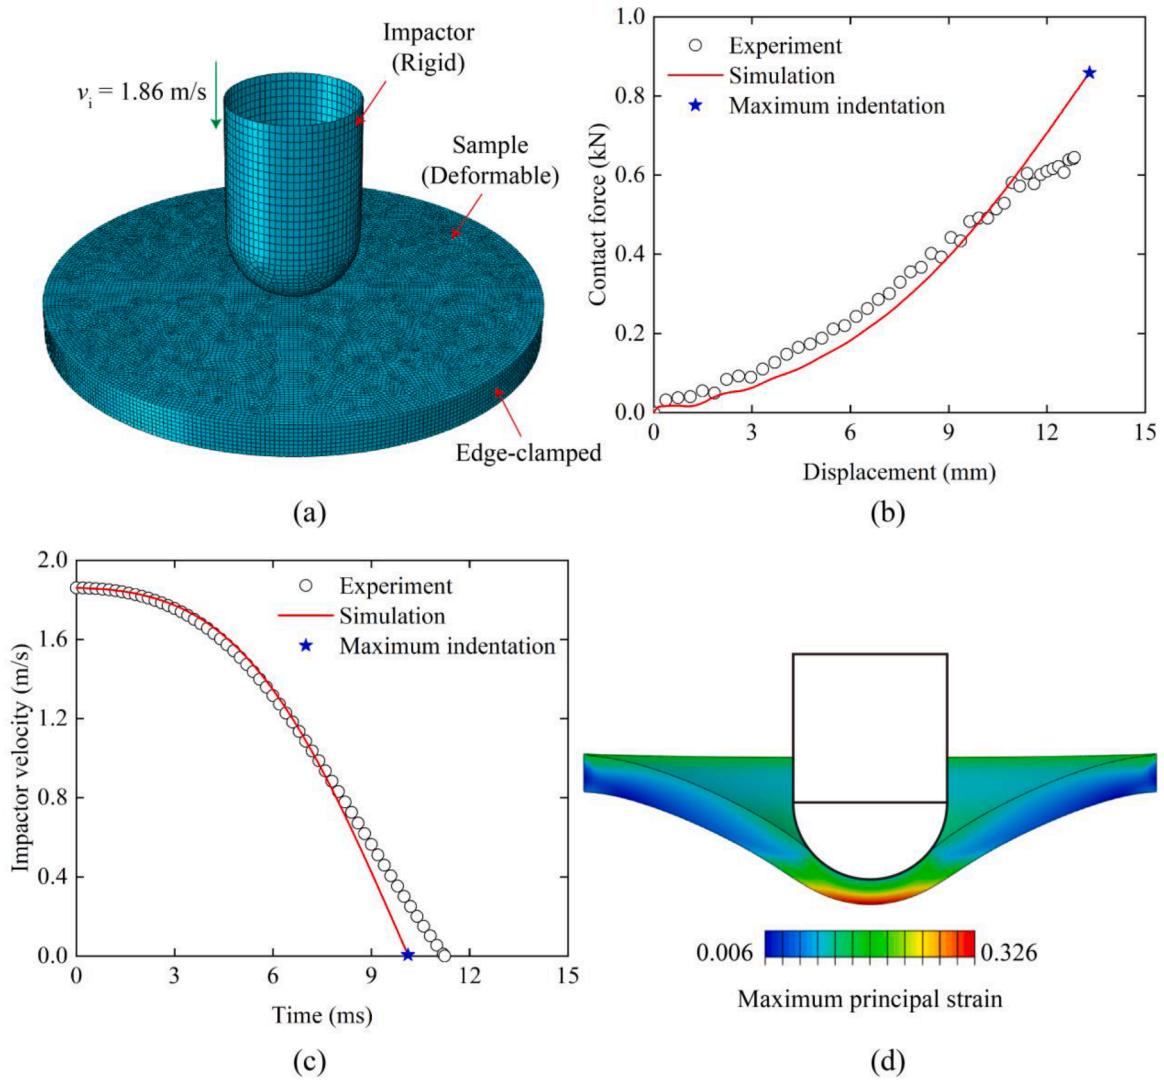 Impactor
(Rigid)
vi = 1.86 m/s
Sample
(Deformable)
Edge-clamped
(a)
1.0
0.8
0.6
0.4
0.2
0.0
Contact force (kN)
Experiment
Simulation
Maximum indentation
0 3 6 9 12 15
Displacement (mm)
(b)
2.0
1.6
1.2
0.8
0.4
0.0
Impactor velocity (m/s)
Experiment
Simulation
Maximum indentation
0 3 6 9 12 15
Time (ms)
(c)
0.006 0.326
Maximum principal strain
(d)